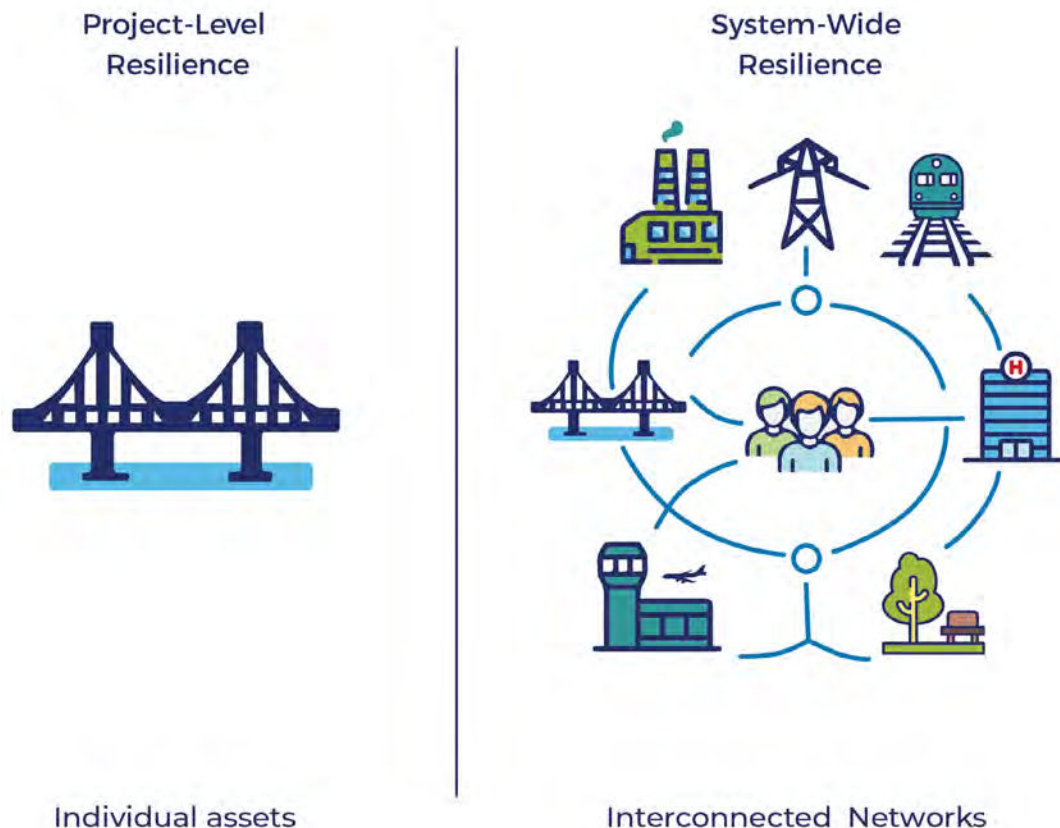 Project-Level
Resilience
System-Wide
Resilience
H
Individual assets
Interconnected Networks